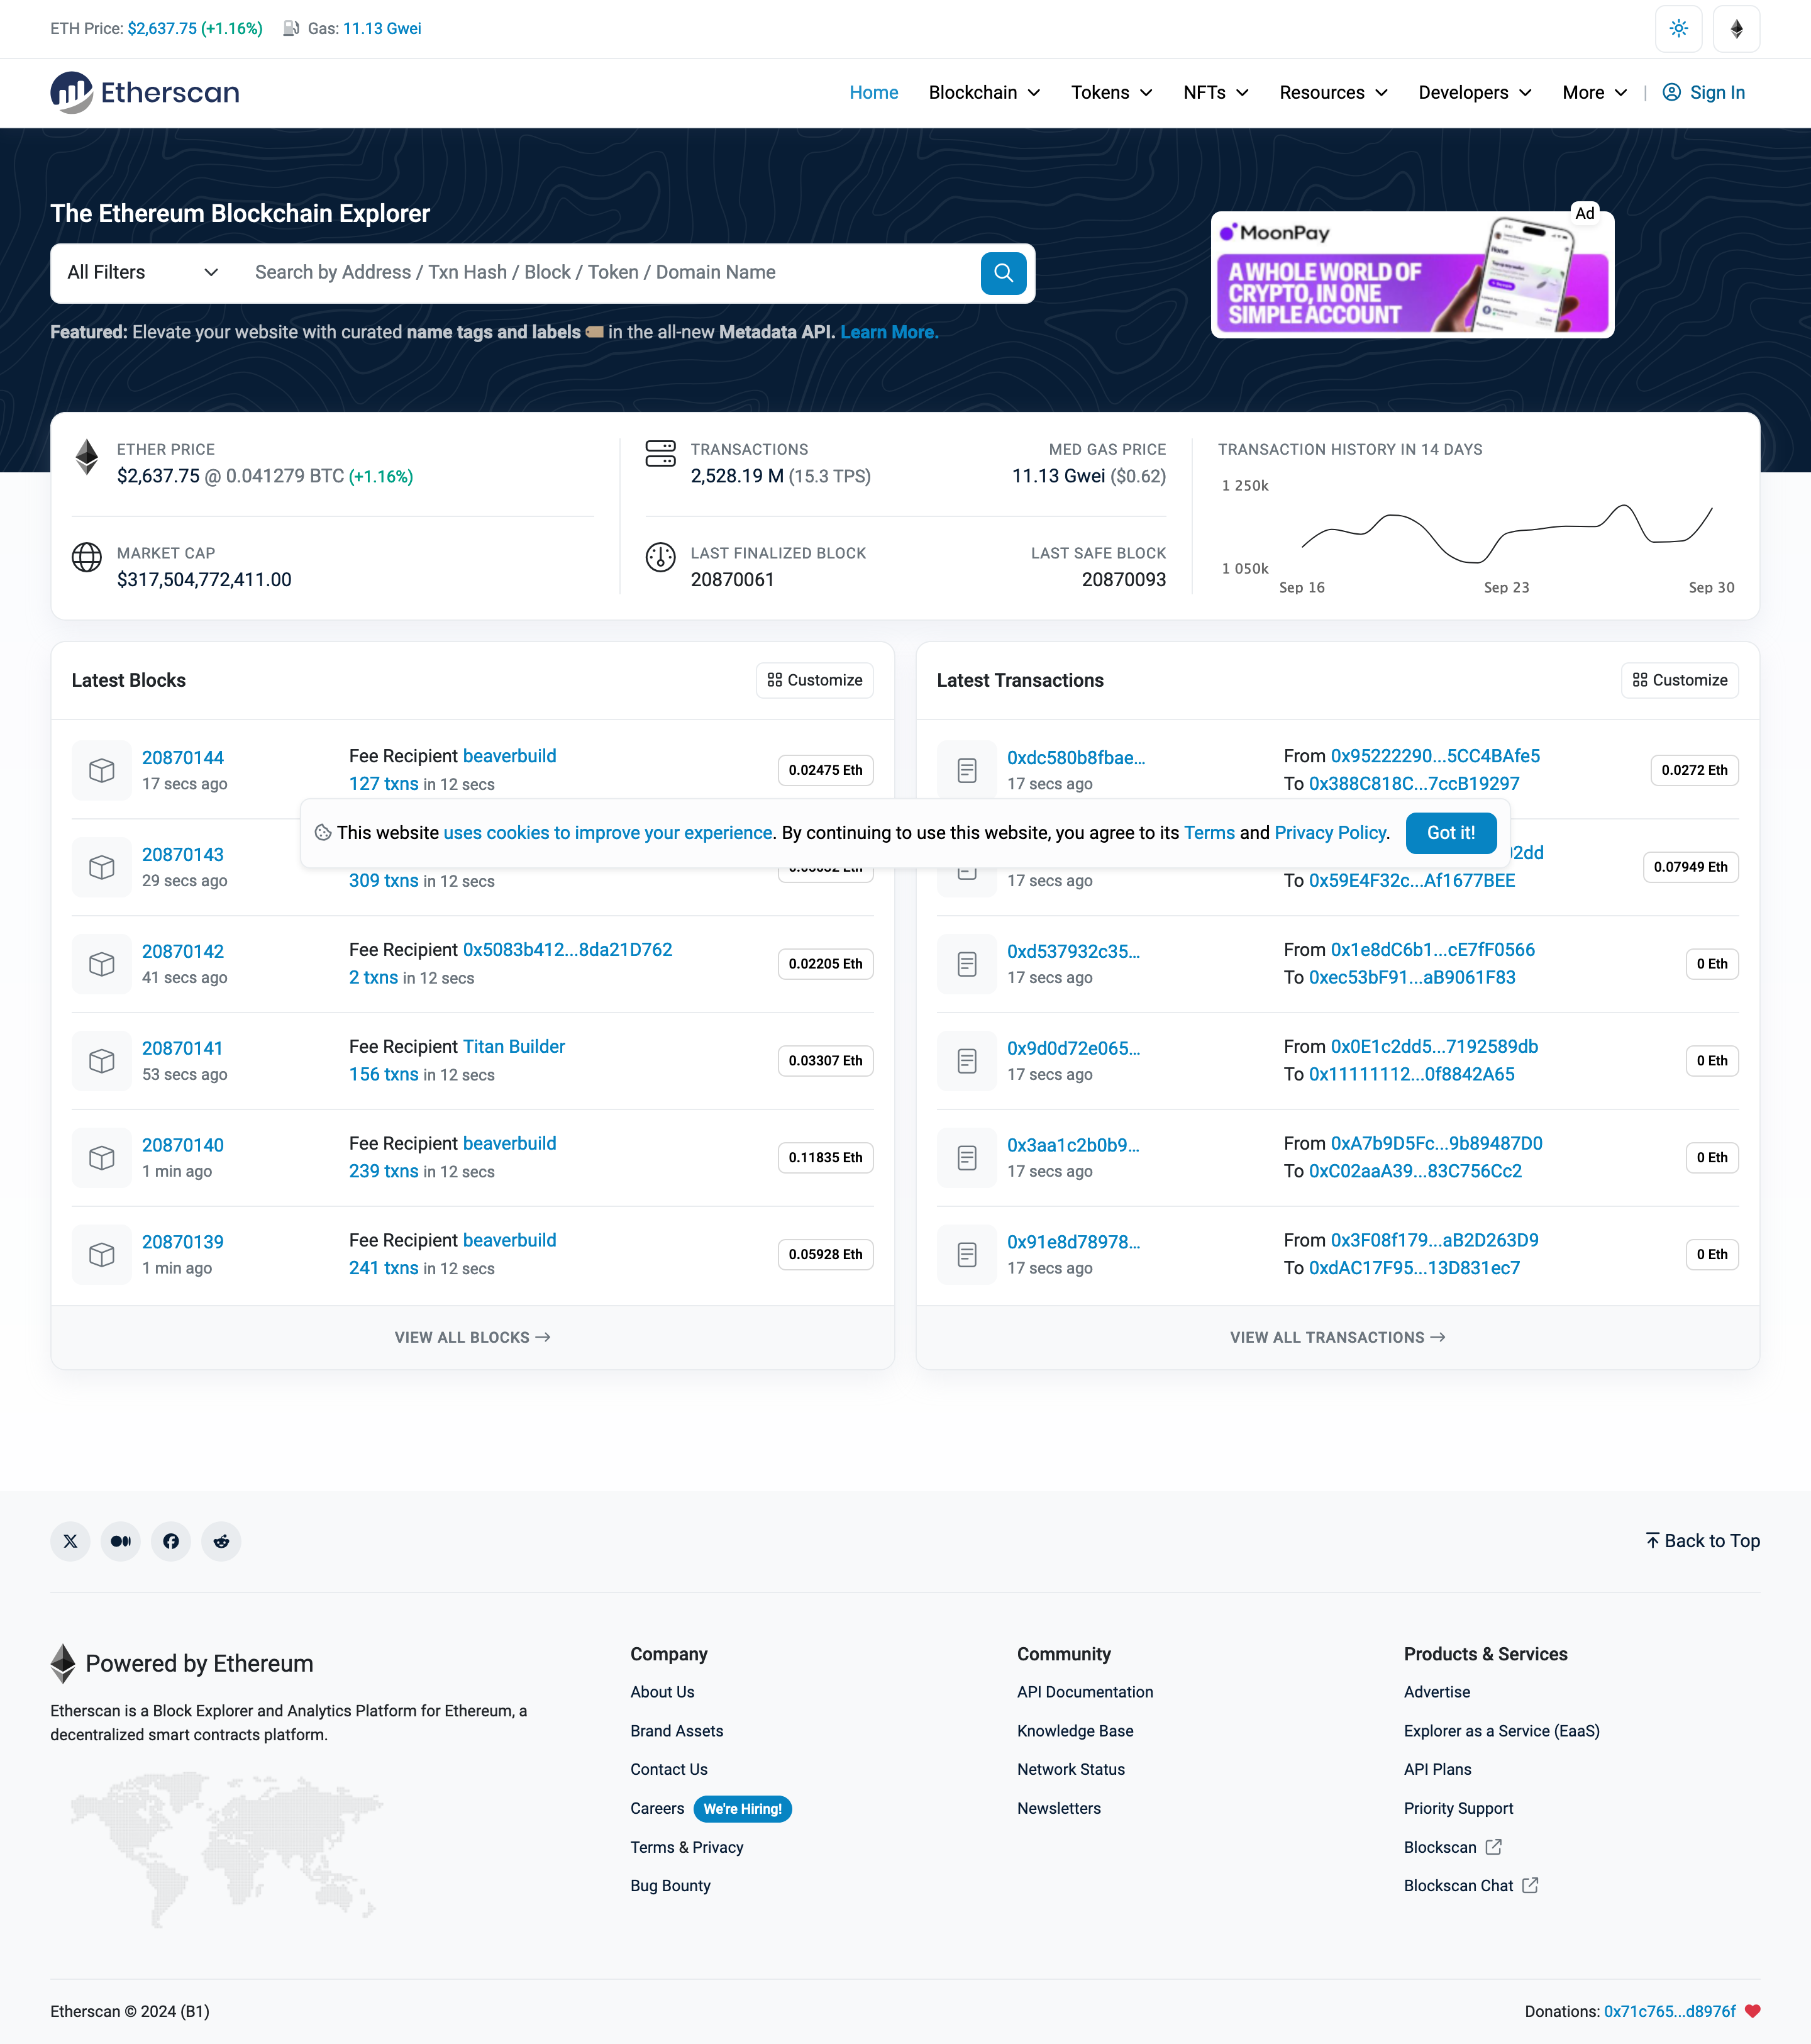 ETH Price: $2,637.75 (+1.16%) Gas: 11.13 Gwei
Etherscan
Home Blockchain Tokens NFTs Resources Developers More | Sign In
The Ethereum Blockchain Explorer
All Filters Search by Address / Txn Hash / Block / Token / Domain Name
Featured: Elevate your website with curated name tags and labels in the all-new Metadata API. Learn More.
Ad
MoonPay
A WHOLE WORLD OF
CRYPTO, IN ONE
SIMPLE ACCOUNT
ETHER PRICE
$2,637.75 @ 0.041279 BTC (+1.16%)
MARKET CAP
$317,504,772,411.00
TRANSACTIONS
2,528.19 M (15.3 TPS)
MED GAS PRICE
11.13 Gwei ($0.62)
LAST FINALIZED BLOCK
20870061
LAST SAFE BLOCK
20870093
TRANSACTION HISTORY IN 14 DAYS
1 250k
1 050k
Sep 16 Sep 23 Sep 30
Latest Blocks
Customize
20870144
17 secs ago
Fee Recipient beaverbuild
127 txns in 12 secs
0.02475 Eth
20870143
29 secs ago
309 txns in 12 secs
20870142
41 secs ago
Fee Recipient 0x5083b412...8da21D762
2 txns in 12 secs
0.02205 Eth
20870141
53 secs ago
Fee Recipient Titan Builder
156 txns in 12 secs
0.03307 Eth
20870140
1 min ago
Fee Recipient beaverbuild
239 txns in 12 secs
0.11835 Eth
20870139
1 min ago
Fee Recipient beaverbuild
241 txns in 12 secs
0.05928 Eth
VIEW ALL BLOCKS
Latest Transactions
Customize
0xdc580b8fbae...
17 secs ago
From 0x95222290...5CC4BAfe5
To 0x388C818C...7ccB19297
0.0272 Eth
17 secs ago
2dd
To 0x59E4F32c...Af1677BEE
0.07949 Eth
0xd537932c35...
17 secs ago
From 0x1e8dC6b1...cE7fF0566
To 0xec53bF91...aB9061F83
0 Eth
0x9d0d72e065...
17 secs ago
From 0x0E1c2dd5...7192589db
To 0x11111112...0f8842A65
0 Eth
0x3aa1c2b0b9...
17 secs ago
From 0xA7b9D5Fc...9b89487D0
To 0xC02aaA39...83C756Cc2
0 Eth
0x91e8d78978...
17 secs ago
From 0x3F08f179...aB2D263D9
To 0xdAC17F95...13D831ec7
0 Eth
VIEW ALL TRANSACTIONS
This website uses cookies to improve your experience. By continuing to use this website, you agree to its Terms and Privacy Policy. Got it!
Back to Top
Powered by Ethereum
Etherscan is a Block Explorer and Analytics Platform for Ethereum, a
decentralized smart contracts platform.
Company
About Us
Brand Assets
Contact Us
Careers We're Hiring!
Terms & Privacy
Bug Bounty
Community
API Documentation
Knowledge Base
Network Status
Newsletters
Products & Services
Advertise
Explorer as a Service (EaaS)
API Plans
Priority Support
Blockscan
Blockscan Chat
Etherscan © 2024 (B1)
Donations: 0x71c765...d8976f